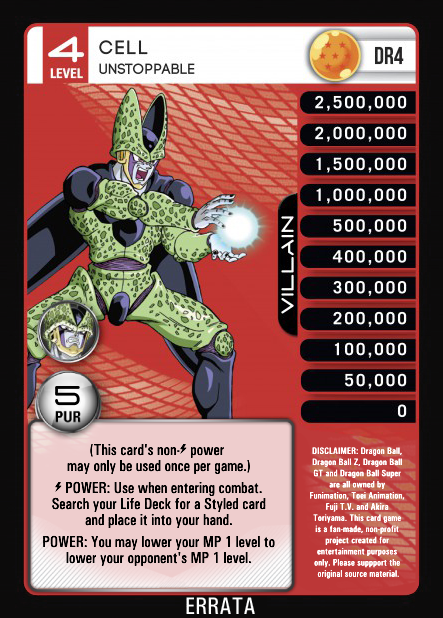 4
LEVEL
CELL
UNSTOPPABLE
DR4
2,500,000
2,000,000
1,500,000
1,000,000
500,000
400,000
300,000
200,000
100,000
50,000
0
VILLAIN
5
PUR
(This card's non-⚡ power
may only be used once per game.)
⚡ POWER: Use when entering combat.
Search your Life Deck for a Styled card
and place it into your hand.
POWER: You may lower your MP 1 level to
lower your opponent's MP 1 level.
DISCLAIMER: Dragon Ball,
Dragon Ball Z, Dragon Ball
GT and Dragon Ball Super
are all owned by
Funimation, Toei Animation,
Fuji T.V. and Akira
Toriyama. This card game
is a fan-made, non-profit
project created for
entertainment purposes
only. Please suppport the
original source material.
ERRATA